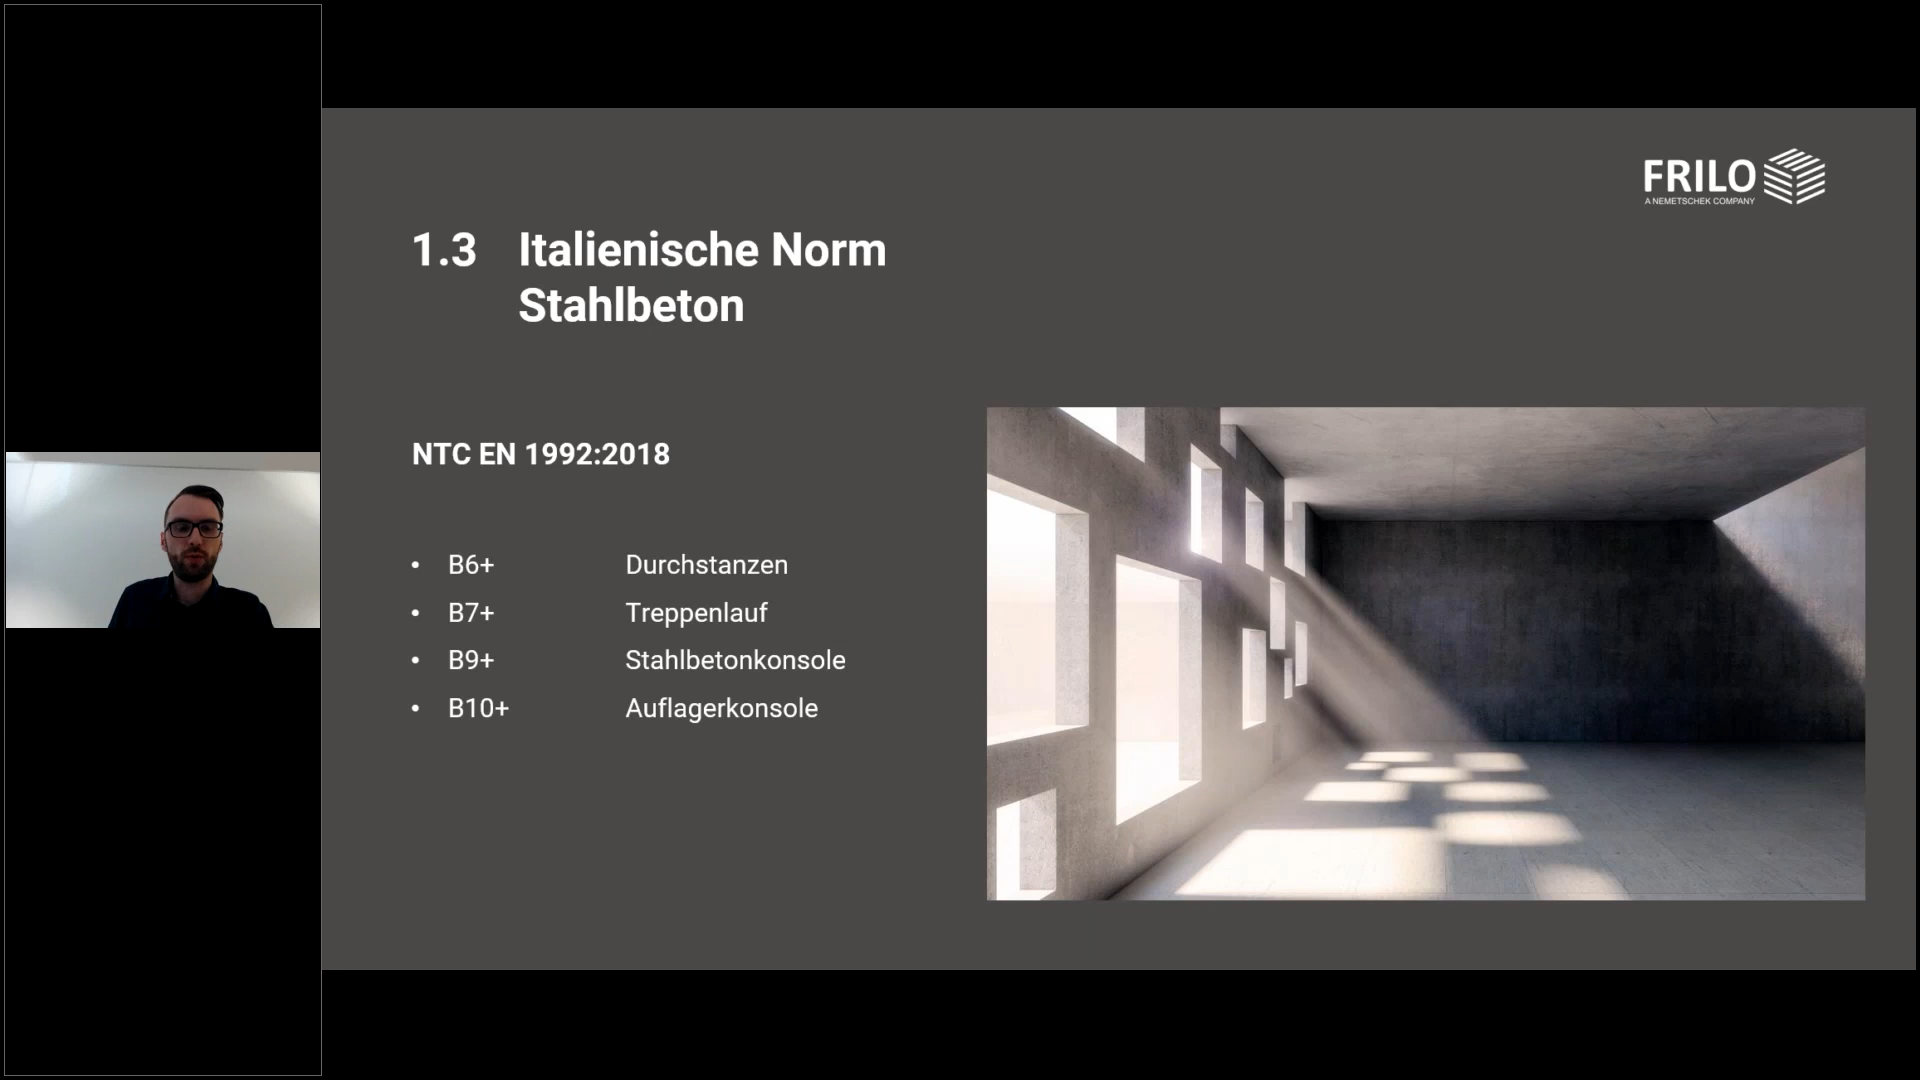 FRILO
A NEMETSCHEK COMPANY
1.3 Italienische Norm
Stahlbeton
NTC EN 1992:2018
• B6+ Durchstanzen
• B7+ Treppenlauf
• B9+ Stahlbetonkonsole
• B10+ Auflagerkonsole